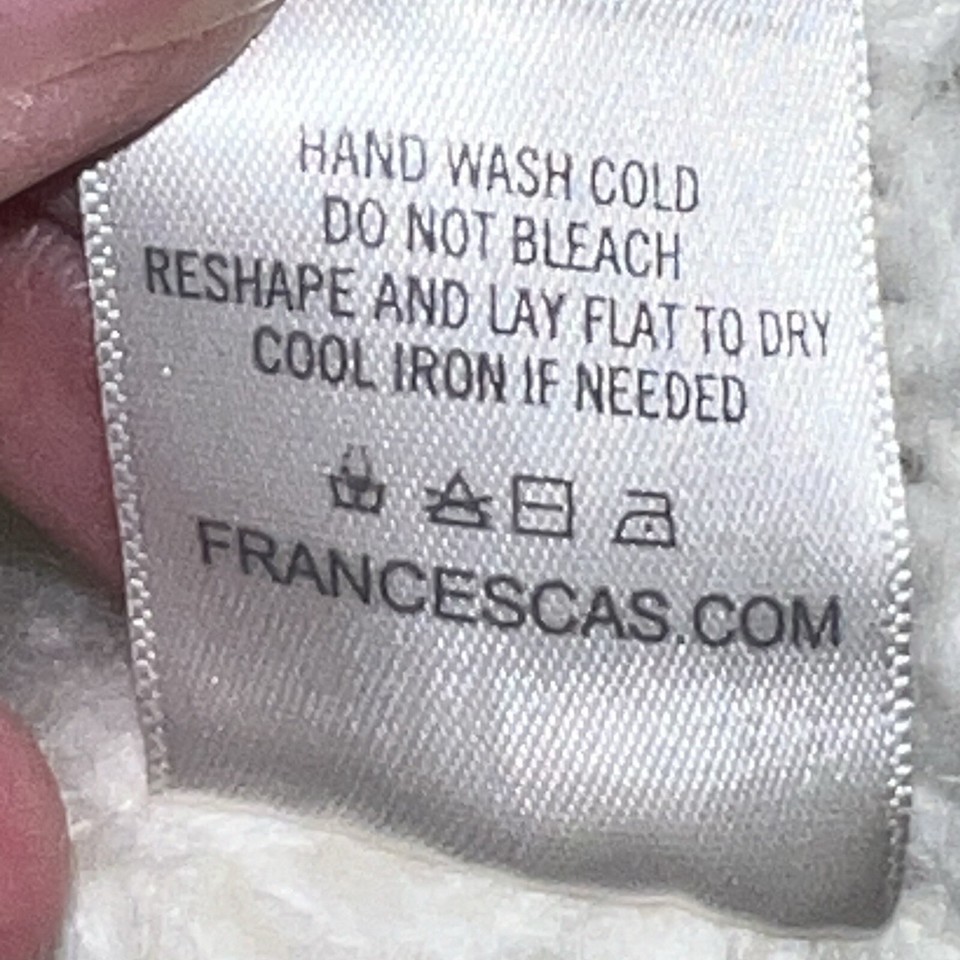 HAND WASH COLD
DO NOT BLEACH
RESHAPE AND LAY FLAT TO DRY
COOL IRON IF NEEDED
FRANCESCAS.COM